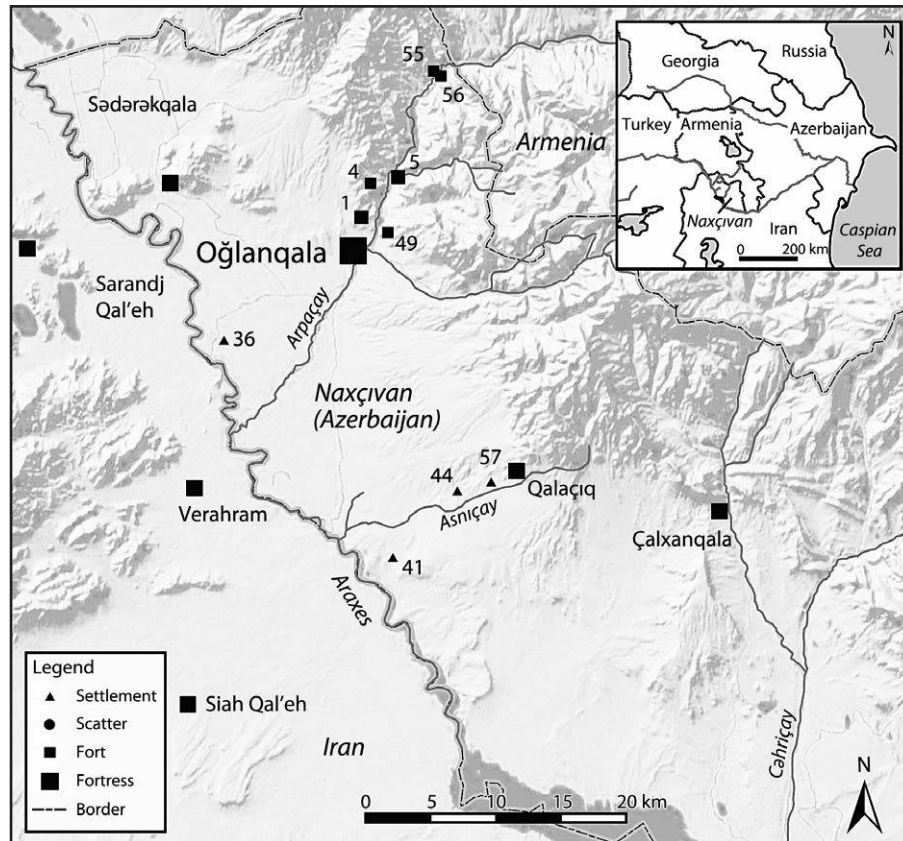 55
56
Sədərəkqala
Armenia
5
4
1
49
Oğlanqala
Sarandj
Qal'eh
36
Arpaçay
Naxçıvan
(Azerbaijan)
57
44
Qalaçıq
Verahram
Asnıçay
Çalxanqala
41
Araxes
Siah Qal'eh
Iran
Cahriçay
N
Russia
Georgia
Turkey
Armenia
Azerbaijan
Naxçıvan
Iran
Caspian
Sea
0 200 km
Legend
Settlement
Scatter
Fort
Fortress
Border
0 5 10 15 20 km
N